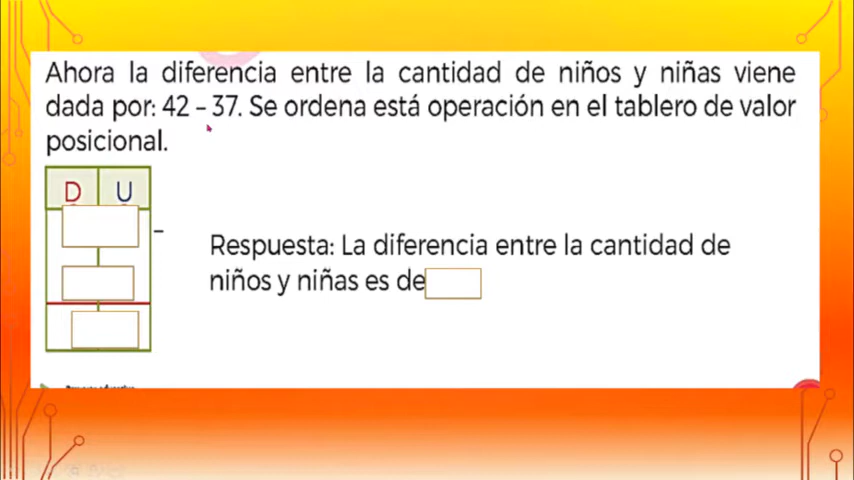 Ahora la diferencia entre la cantidad de niños y niñas viene
dada por: 42 – 37. Se ordena está operación en el tablero de valor
posicional.
D U
–
Respuesta: La diferencia entre la cantidad de
niños y niñas es de